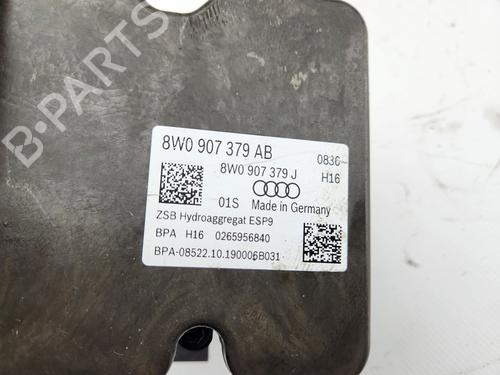 8W0 907 379 AB
0836
8W0 907 379 J
H16
01S Made in Germany
ZSB Hydroaggregat ESP9
BPA H16 0265956840
BPA-08522.10.190006B031
B-PARTS